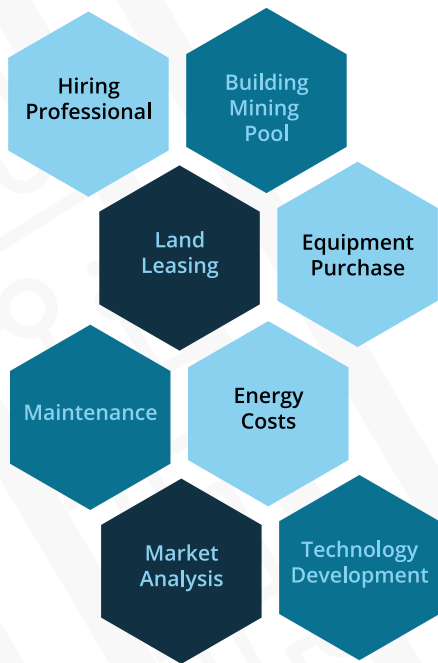 Hiring
Professional
Building
Mining
Pool
Land
Leasing
Equipment
Purchase
Maintenance
Energy
Costs
Market
Analysis
Technology
Development